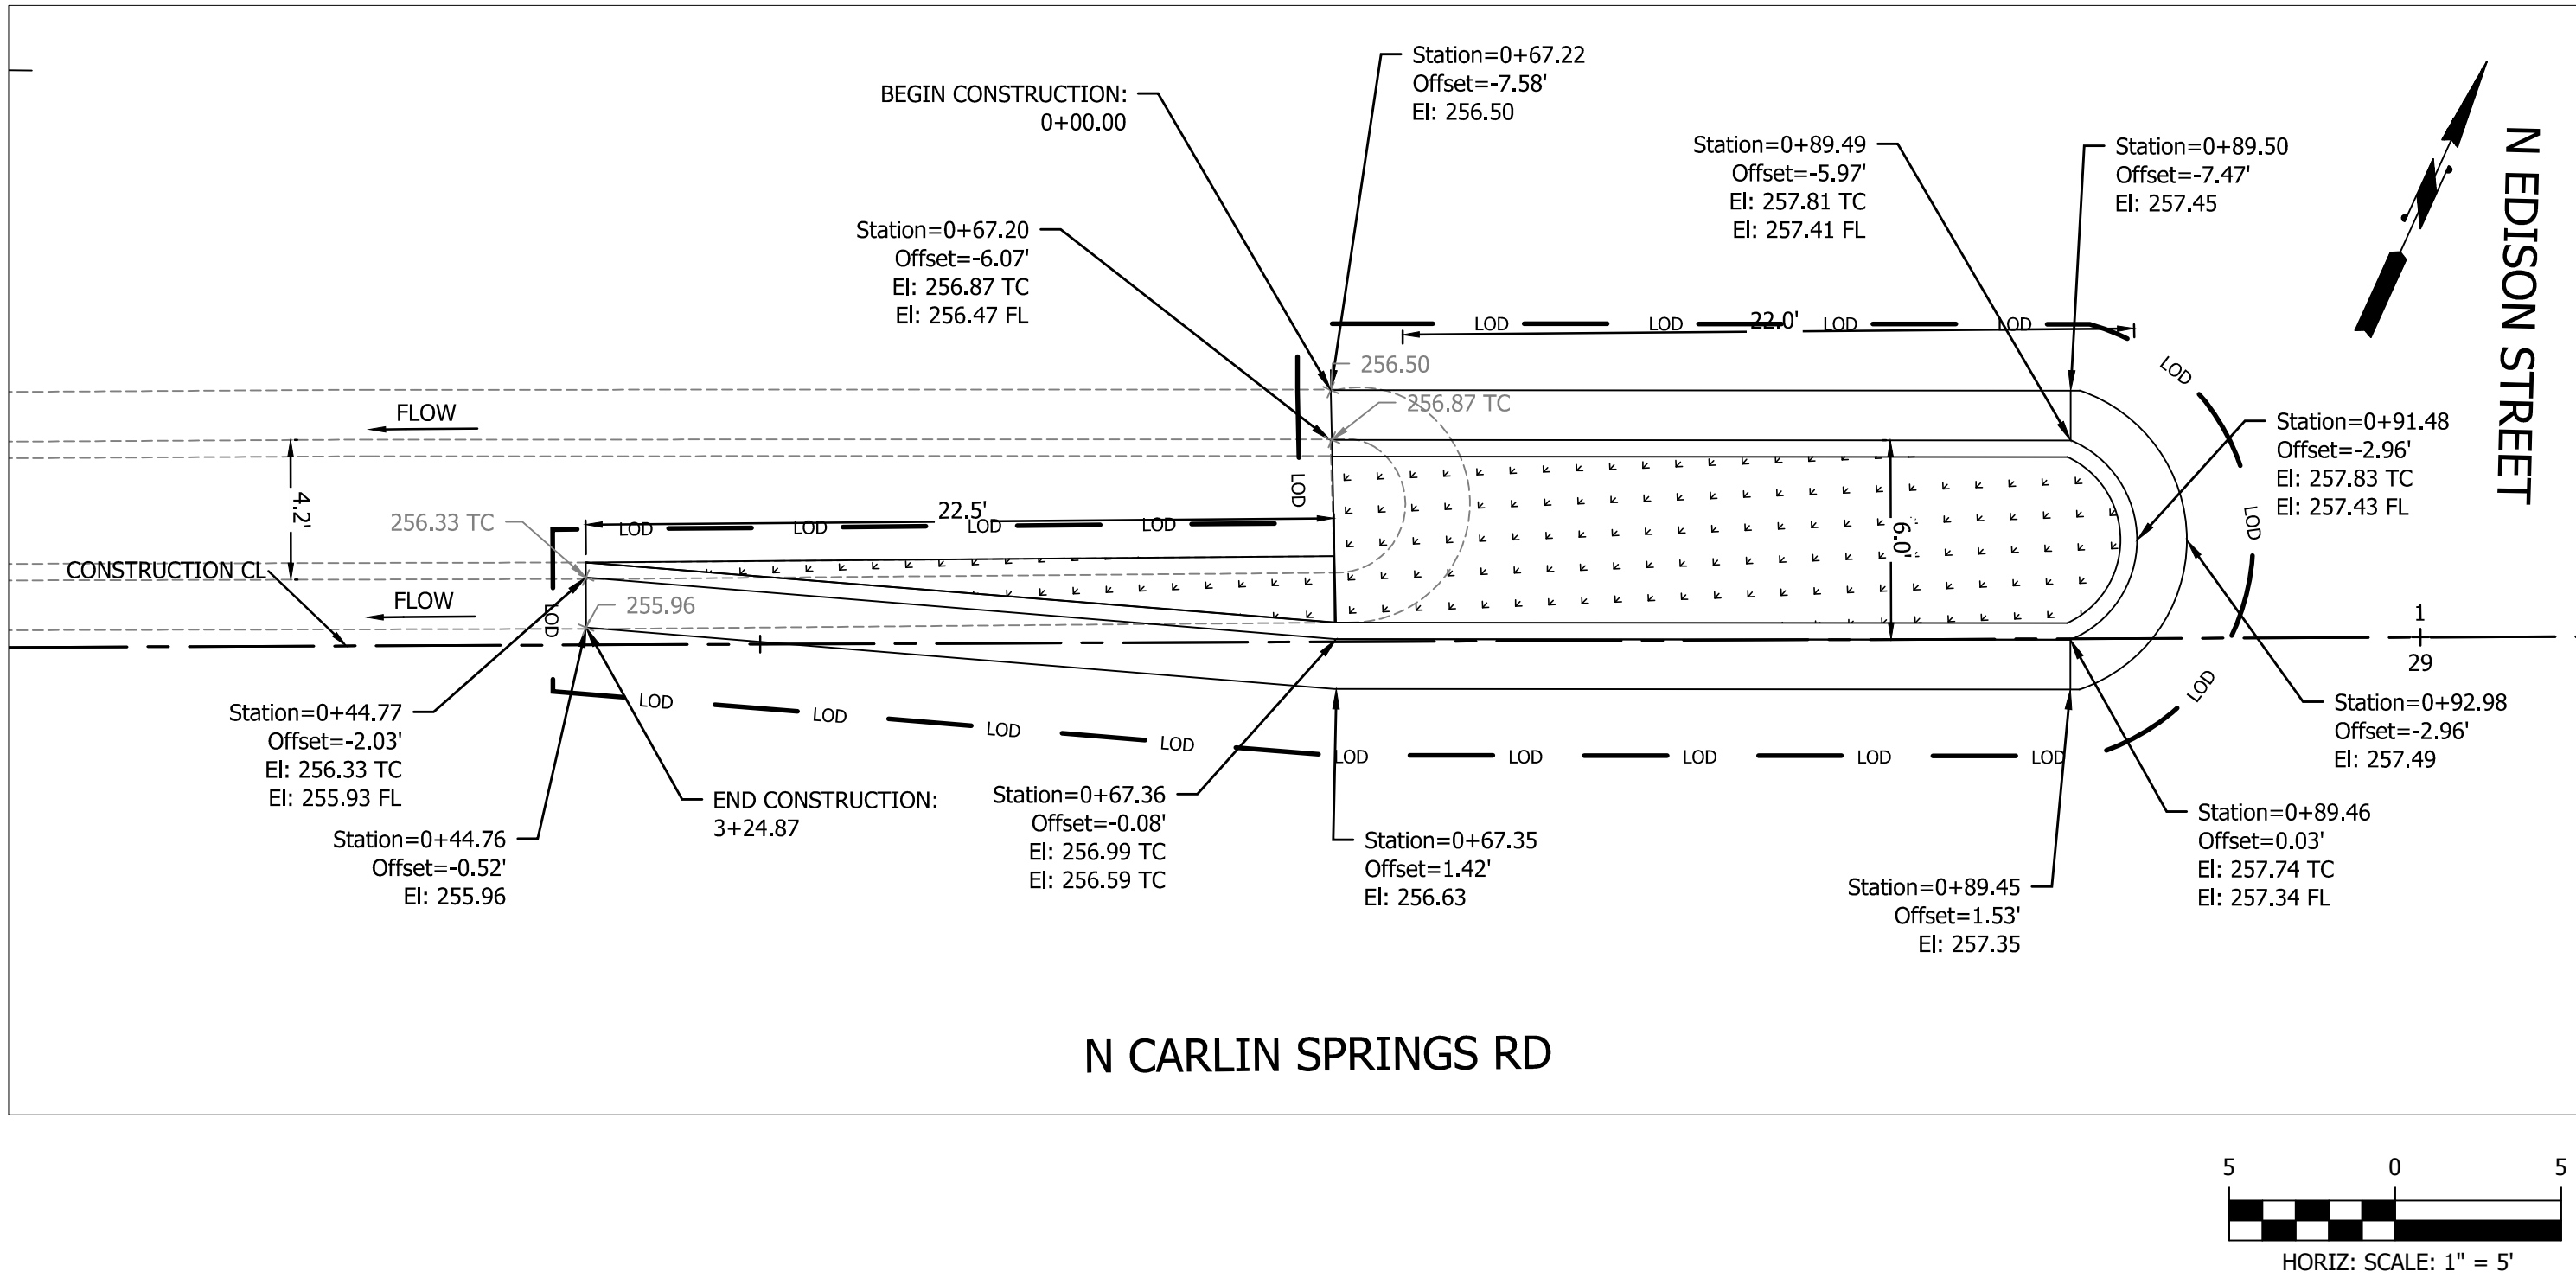 Station=0+67.22
Offset=-7.58'
El: 256.50
BEGIN CONSTRUCTION:
0+00.00
Station=0+89.49
Offset=-5.97'
El: 257.81 TC
El: 257.41 FL
Station=0+89.50
Offset=-7.47'
El: 257.45
N EDISON STREET
Station=0+67.20
Offset=-6.07'
El: 256.87 TC
El: 256.47 FL
LOD
LOD
22.0'
LOD
LOD
LOD
256.50
256.87 TC
FLOW
Station=0+91.48
Offset=-2.96'
El: 257.83 TC
El: 257.43 FL
4.2'
LOD
22.5'
256.33 TC
LOD
LOD
LOD
LOD
6.0'
LOD
CONSTRUCTION CL
FLOW
LOD
255.96
1
29
LOD
LOD
LOD
LOD
LOD
LOD
LOD
LOD
LOD
LOD
Station=0+44.77
Offset=-2.03'
El: 256.33 TC
El: 255.93 FL
Station=0+92.98
Offset=-2.96'
El: 257.49
END CONSTRUCTION:
3+24.87
Station=0+67.36
Offset=-0.08'
El: 256.99 TC
El: 256.59 TC
Station=0+44.76
Offset=-0.52'
El: 255.96
Station=0+67.35
Offset=1.42'
El: 256.63
Station=0+89.46
Offset=0.03'
El: 257.74 TC
El: 257.34 FL
Station=0+89.45
Offset=1.53'
El: 257.35
N CARLIN SPRINGS RD
5 0 5
HORIZ: SCALE: 1" = 5'